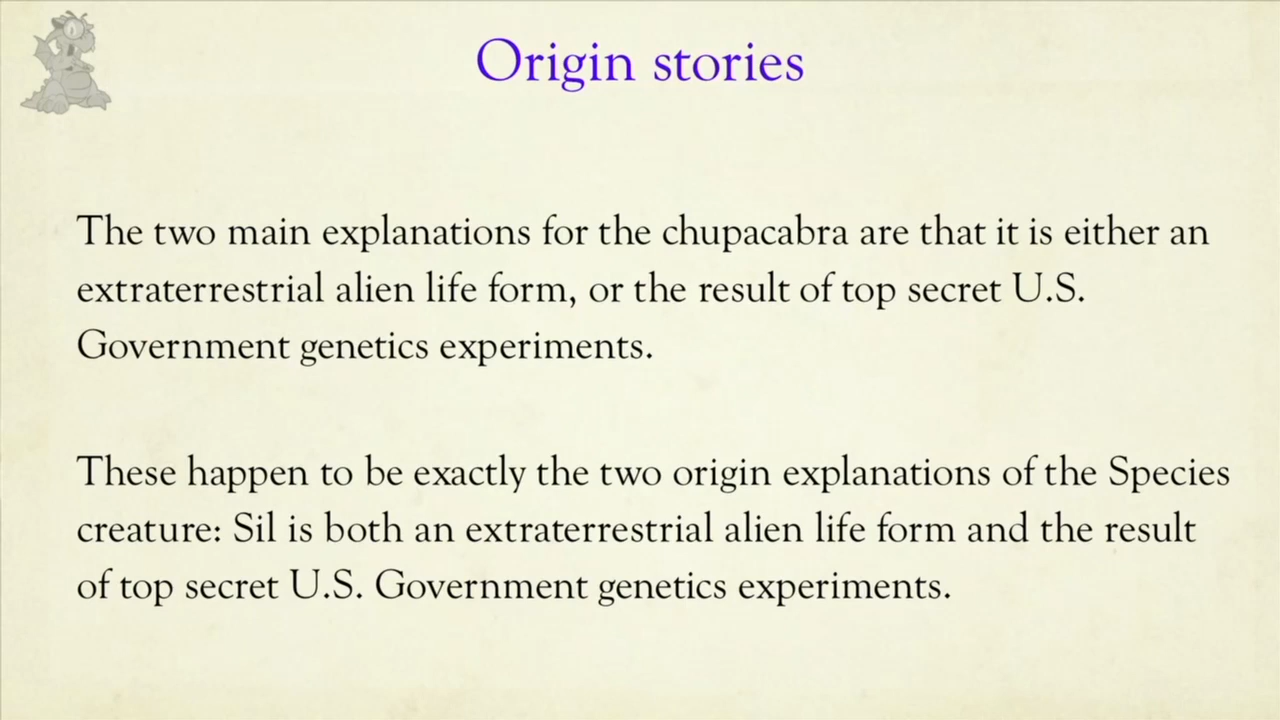 Origin stories
The two main explanations for the chupacabra are that it is either an
extraterrestrial alien life form, or the result of top secret U.S.
Government genetics experiments.
These happen to be exactly the two origin explanations of the Species
creature: Sil is both an extraterrestrial alien life form and the result
of top secret U.S. Government genetics experiments.